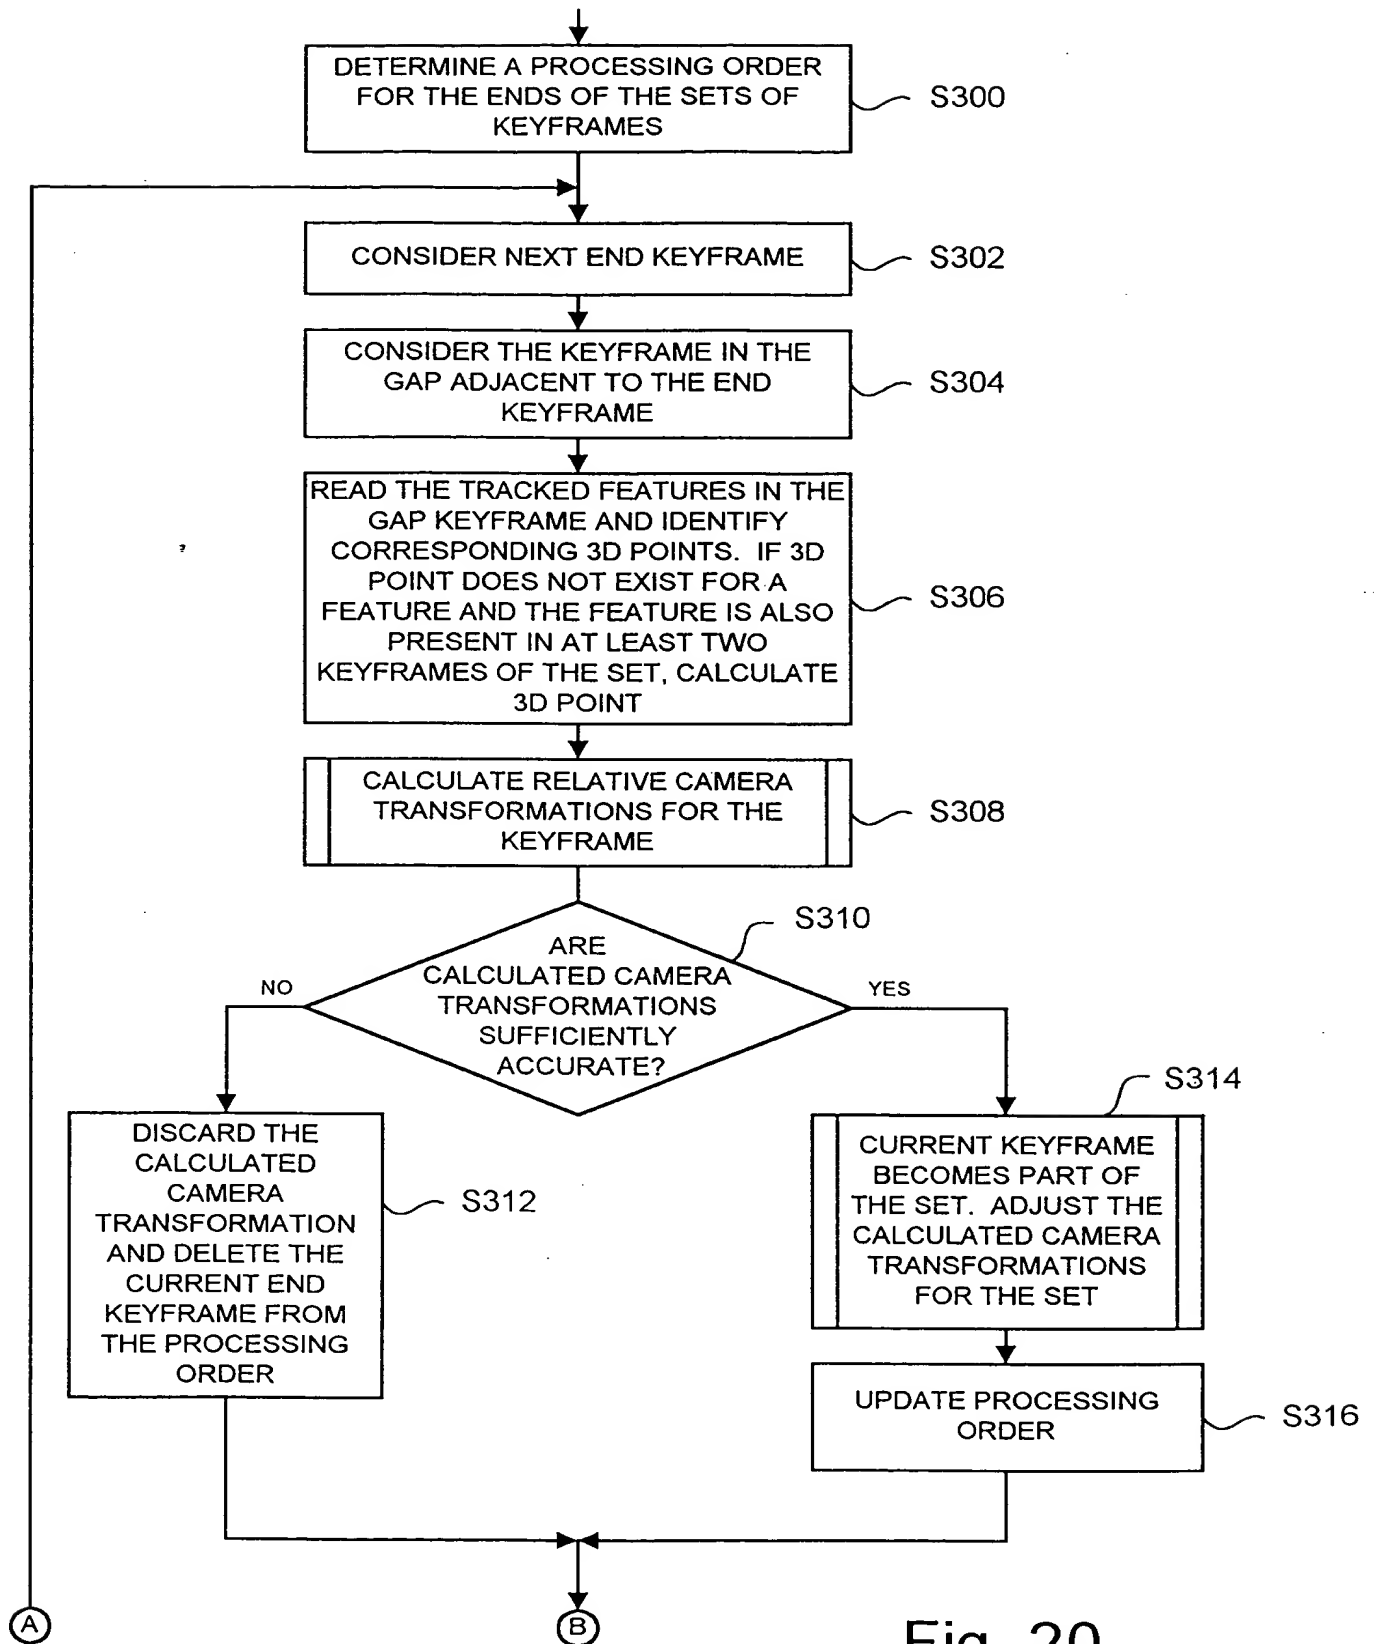 DETERMINE A PROCESSING ORDER
FOR THE ENDS OF THE SETS OF
KEYFRAMES
S300
CONSIDER NEXT END KEYFRAME
S302
CONSIDER THE KEYFRAME IN THE
GAP ADJACENT TO THE END
KEYFRAME
S304
READ THE TRACKED FEATURES IN THE
GAP KEYFRAME AND IDENTIFY
CORRESPONDING 3D POINTS. IF 3D
POINT DOES NOT EXIST FOR A
FEATURE AND THE FEATURE IS ALSO
PRESENT IN AT LEAST TWO
KEYFRAMES OF THE SET, CALCULATE
3D POINT
S306
CALCULATE RELATIVE CAMERA
TRANSFORMATIONS FOR THE
KEYFRAME
S308
ARE
CALCULATED CAMERA
TRANSFORMATIONS
SUFFICIENTLY
ACCURATE?
S310
NO
YES
DISCARD THE
CALCULATED
CAMERA
TRANSFORMATION
AND DELETE THE
CURRENT END
KEYFRAME FROM
THE PROCESSING
ORDER
S312
S314
CURRENT KEYFRAME
BECOMES PART OF
THE SET. ADJUST THE
CALCULATED CAMERA
TRANSFORMATIONS
FOR THE SET
UPDATE PROCESSING
ORDER
S316
A
B
Fig. 20